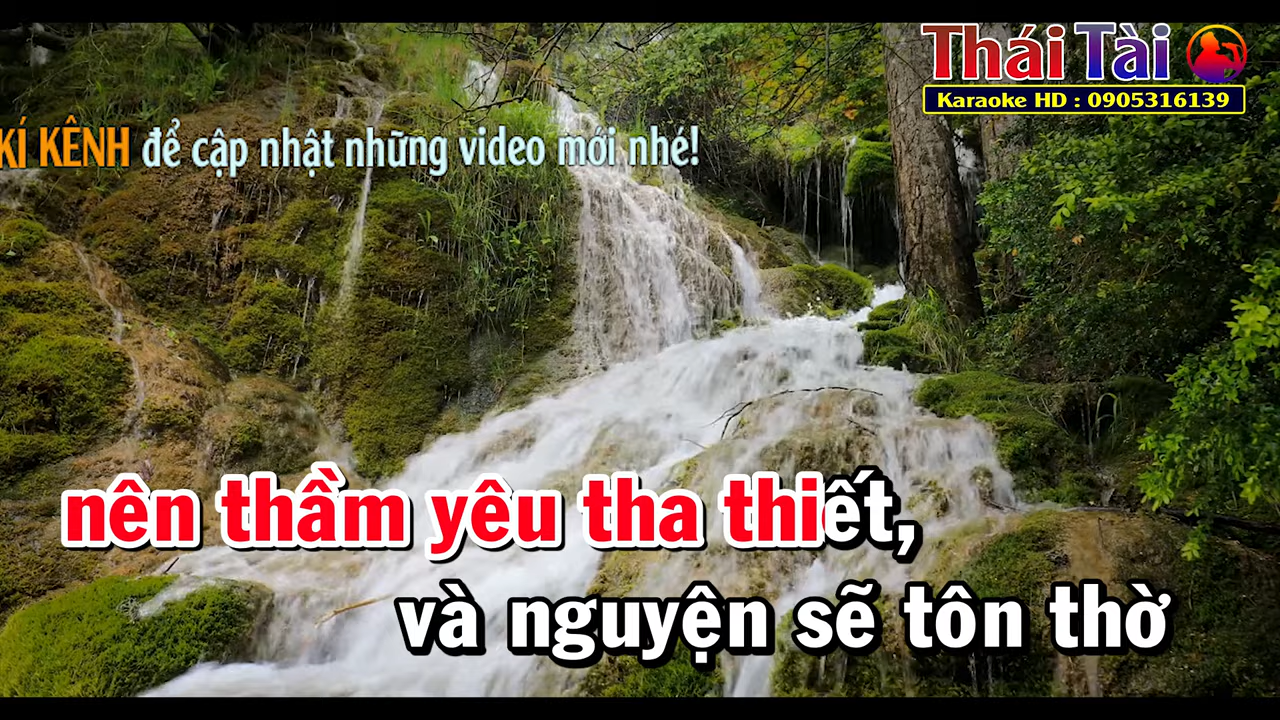 Thái Tài
Karaoke HD : 0905316139
KÍ KÊNH để cập nhật những video mới nhé!
nên thầm yêu tha thiết,
và nguyện sẽ tôn thờ